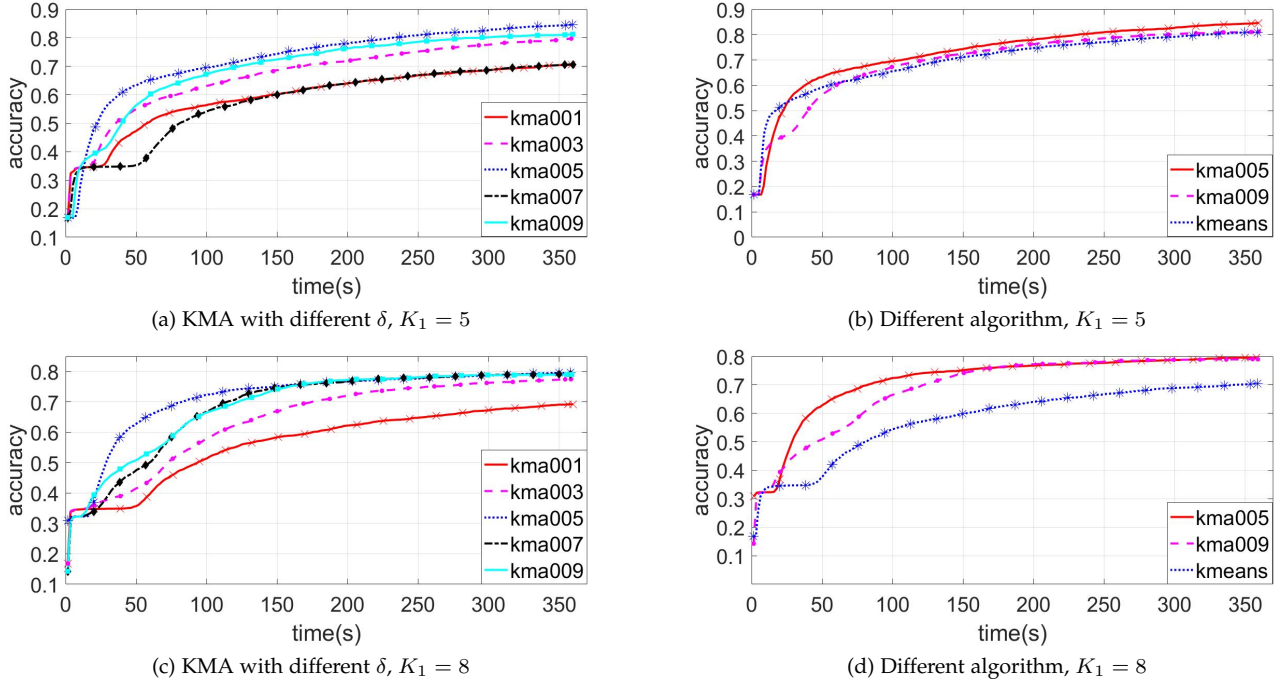 0.9
0.8
0.7
0.6
0.5
0.4
0.3
0.2
0.1
accuracy
0 50 100 150 200 250 300 350
time(s)
kma001
kma003
kma005
kma007
kma009
(a) KMA with different δ, K₁ = 5
0.9
0.8
0.7
0.6
0.5
0.4
0.3
0.2
0.1
0
accuracy
0 50 100 150 200 250 300 350
time(s)
kma005
kma009
kmeans
(b) Different algorithm, K₁ = 5
0.8
0.7
0.6
0.5
0.4
0.3
0.2
0.1
accuracy
0 50 100 150 200 250 300 350
time(s)
kma001
kma003
kma005
kma007
kma009
(c) KMA with different δ, K₁ = 8
0.8
0.7
0.6
0.5
0.4
0.3
0.2
0.1
accuracy
0 50 100 150 200 250 300 350
time(s)
kma005
kma009
kmeans
(d) Different algorithm, K₁ = 8